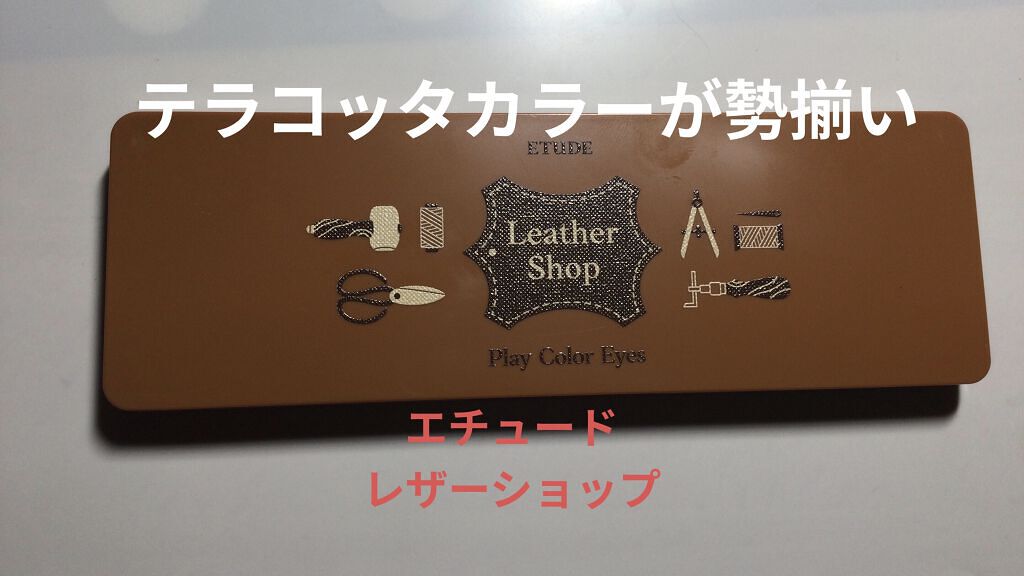 テラコッタカラーが勢揃い
ETUDE
Leather
Shop
Play Color Eyes
エチュード
レザーショップ